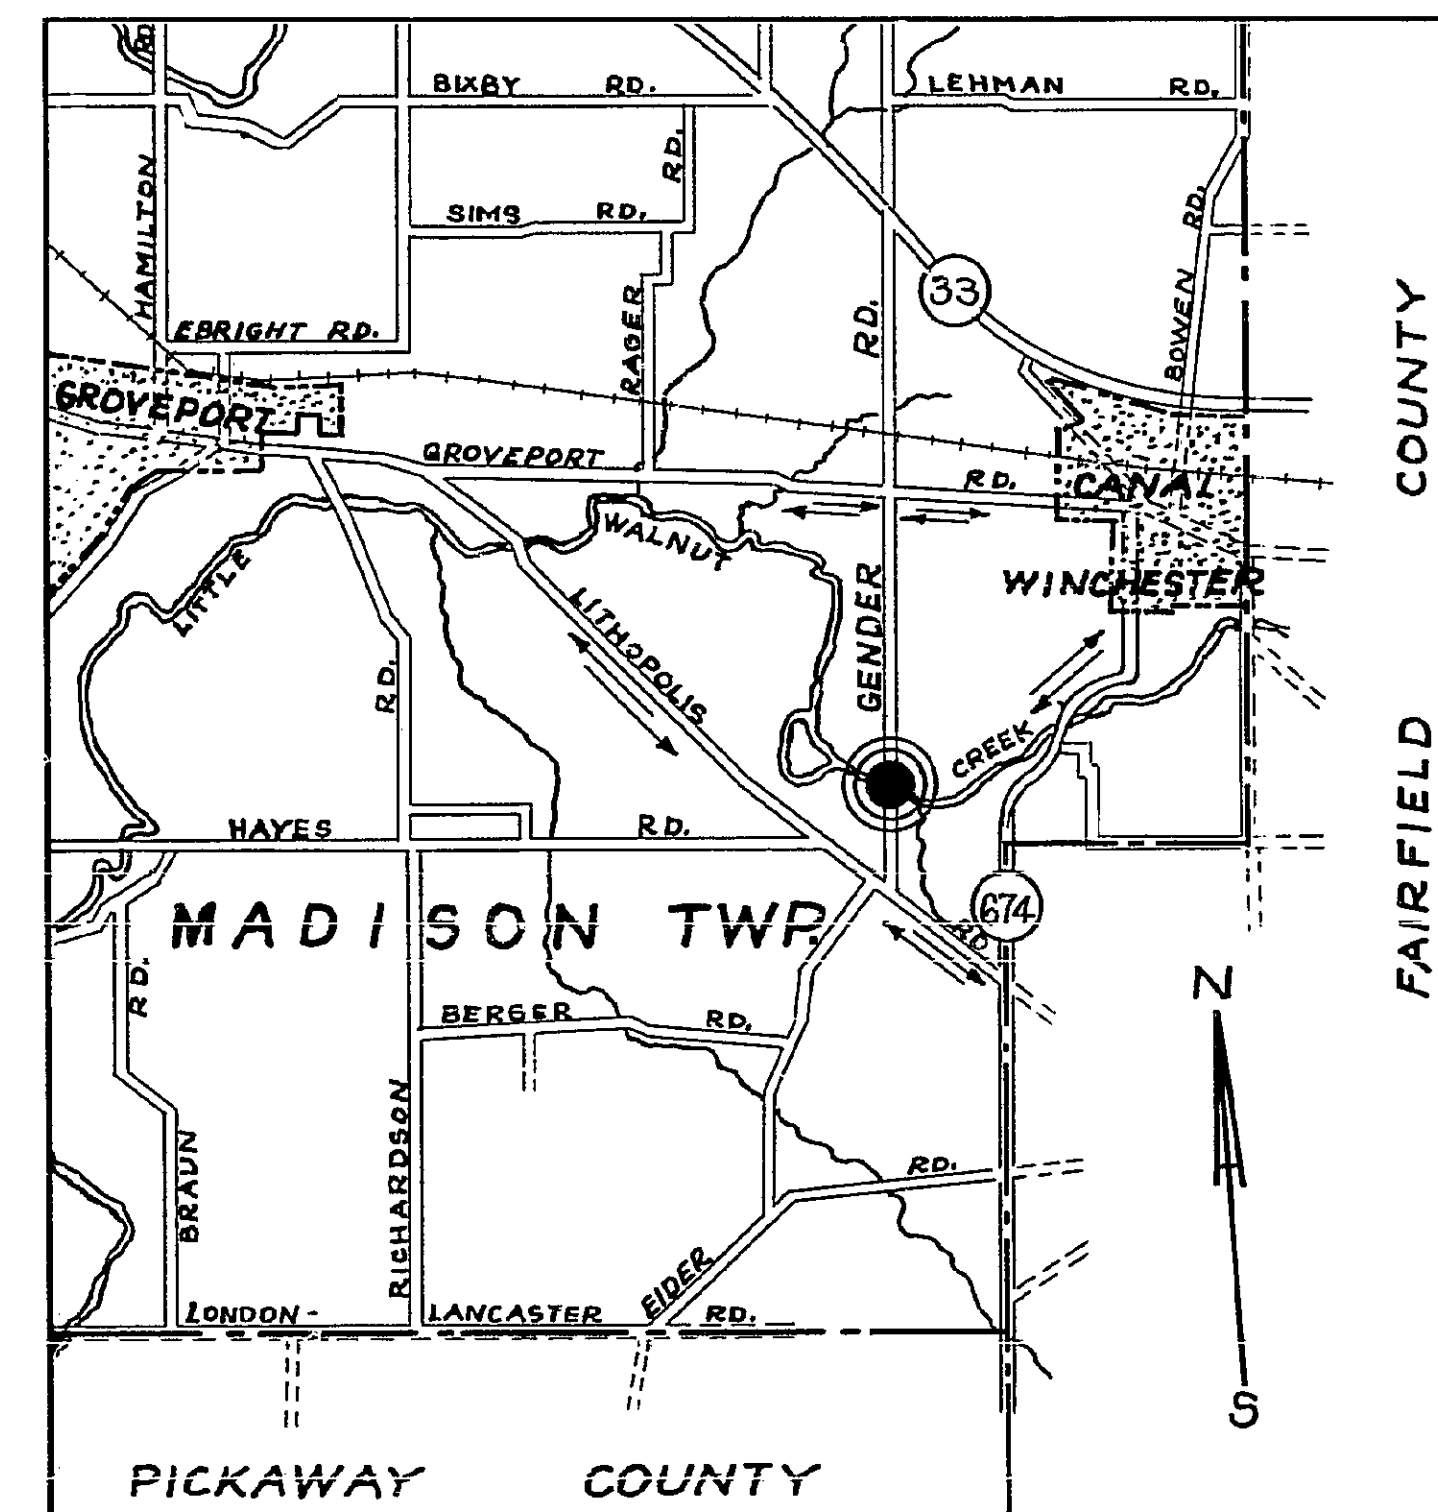 RD.
BIXBY RD.
LEHMAN RD.
HAMILTON
RD.
SIMS RD.
RD.
33
COUNTY
EBRIGHT RD.
RAGER
RD.
BOWEN
GROVEPORT
GROVEPORT RD.
CANAL
WINCHESTER
WALNUT
LITTLE
LITHOPOLIS
GENDER
RD.
CREEK
FAIRFIELD
HAYES RD.
MADISON TWP.
674
RD.
RD.
N
BERGER RD.
BRAUN
RICHARDSON
RD.
EIDER
LONDON-LANCASTER RD.
S
PICKAWAY COUNTY